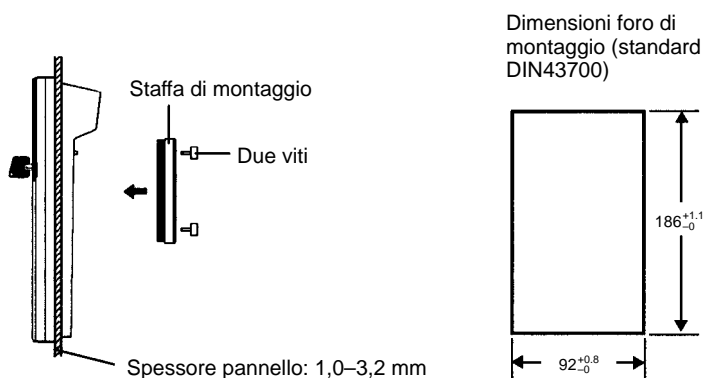 Dimensioni foro di
montaggio (standard
DIN43700)
Staffa di montaggio
Due viti
186+1.1 –0
92+0.8 –0
Spessore pannello: 1,0–3,2 mm